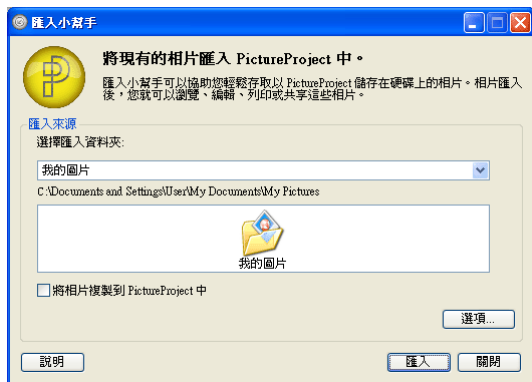 匯入小幫手
將現有的相片匯入 PictureProject 中。
匯入小幫手可以協助您輕鬆存取以 PictureProject 儲存在硬碟上的相片。相片匯入
後，您就可以瀏覽、編輯、列印或共享這些相片。
匯入來源
選擇匯入資料夾:
我的圖片
C:\Documents and Settings\User\My Documents\My Pictures
我的圖片
將相片複製到 PictureProject 中
選項...
說明
匯入
關閉